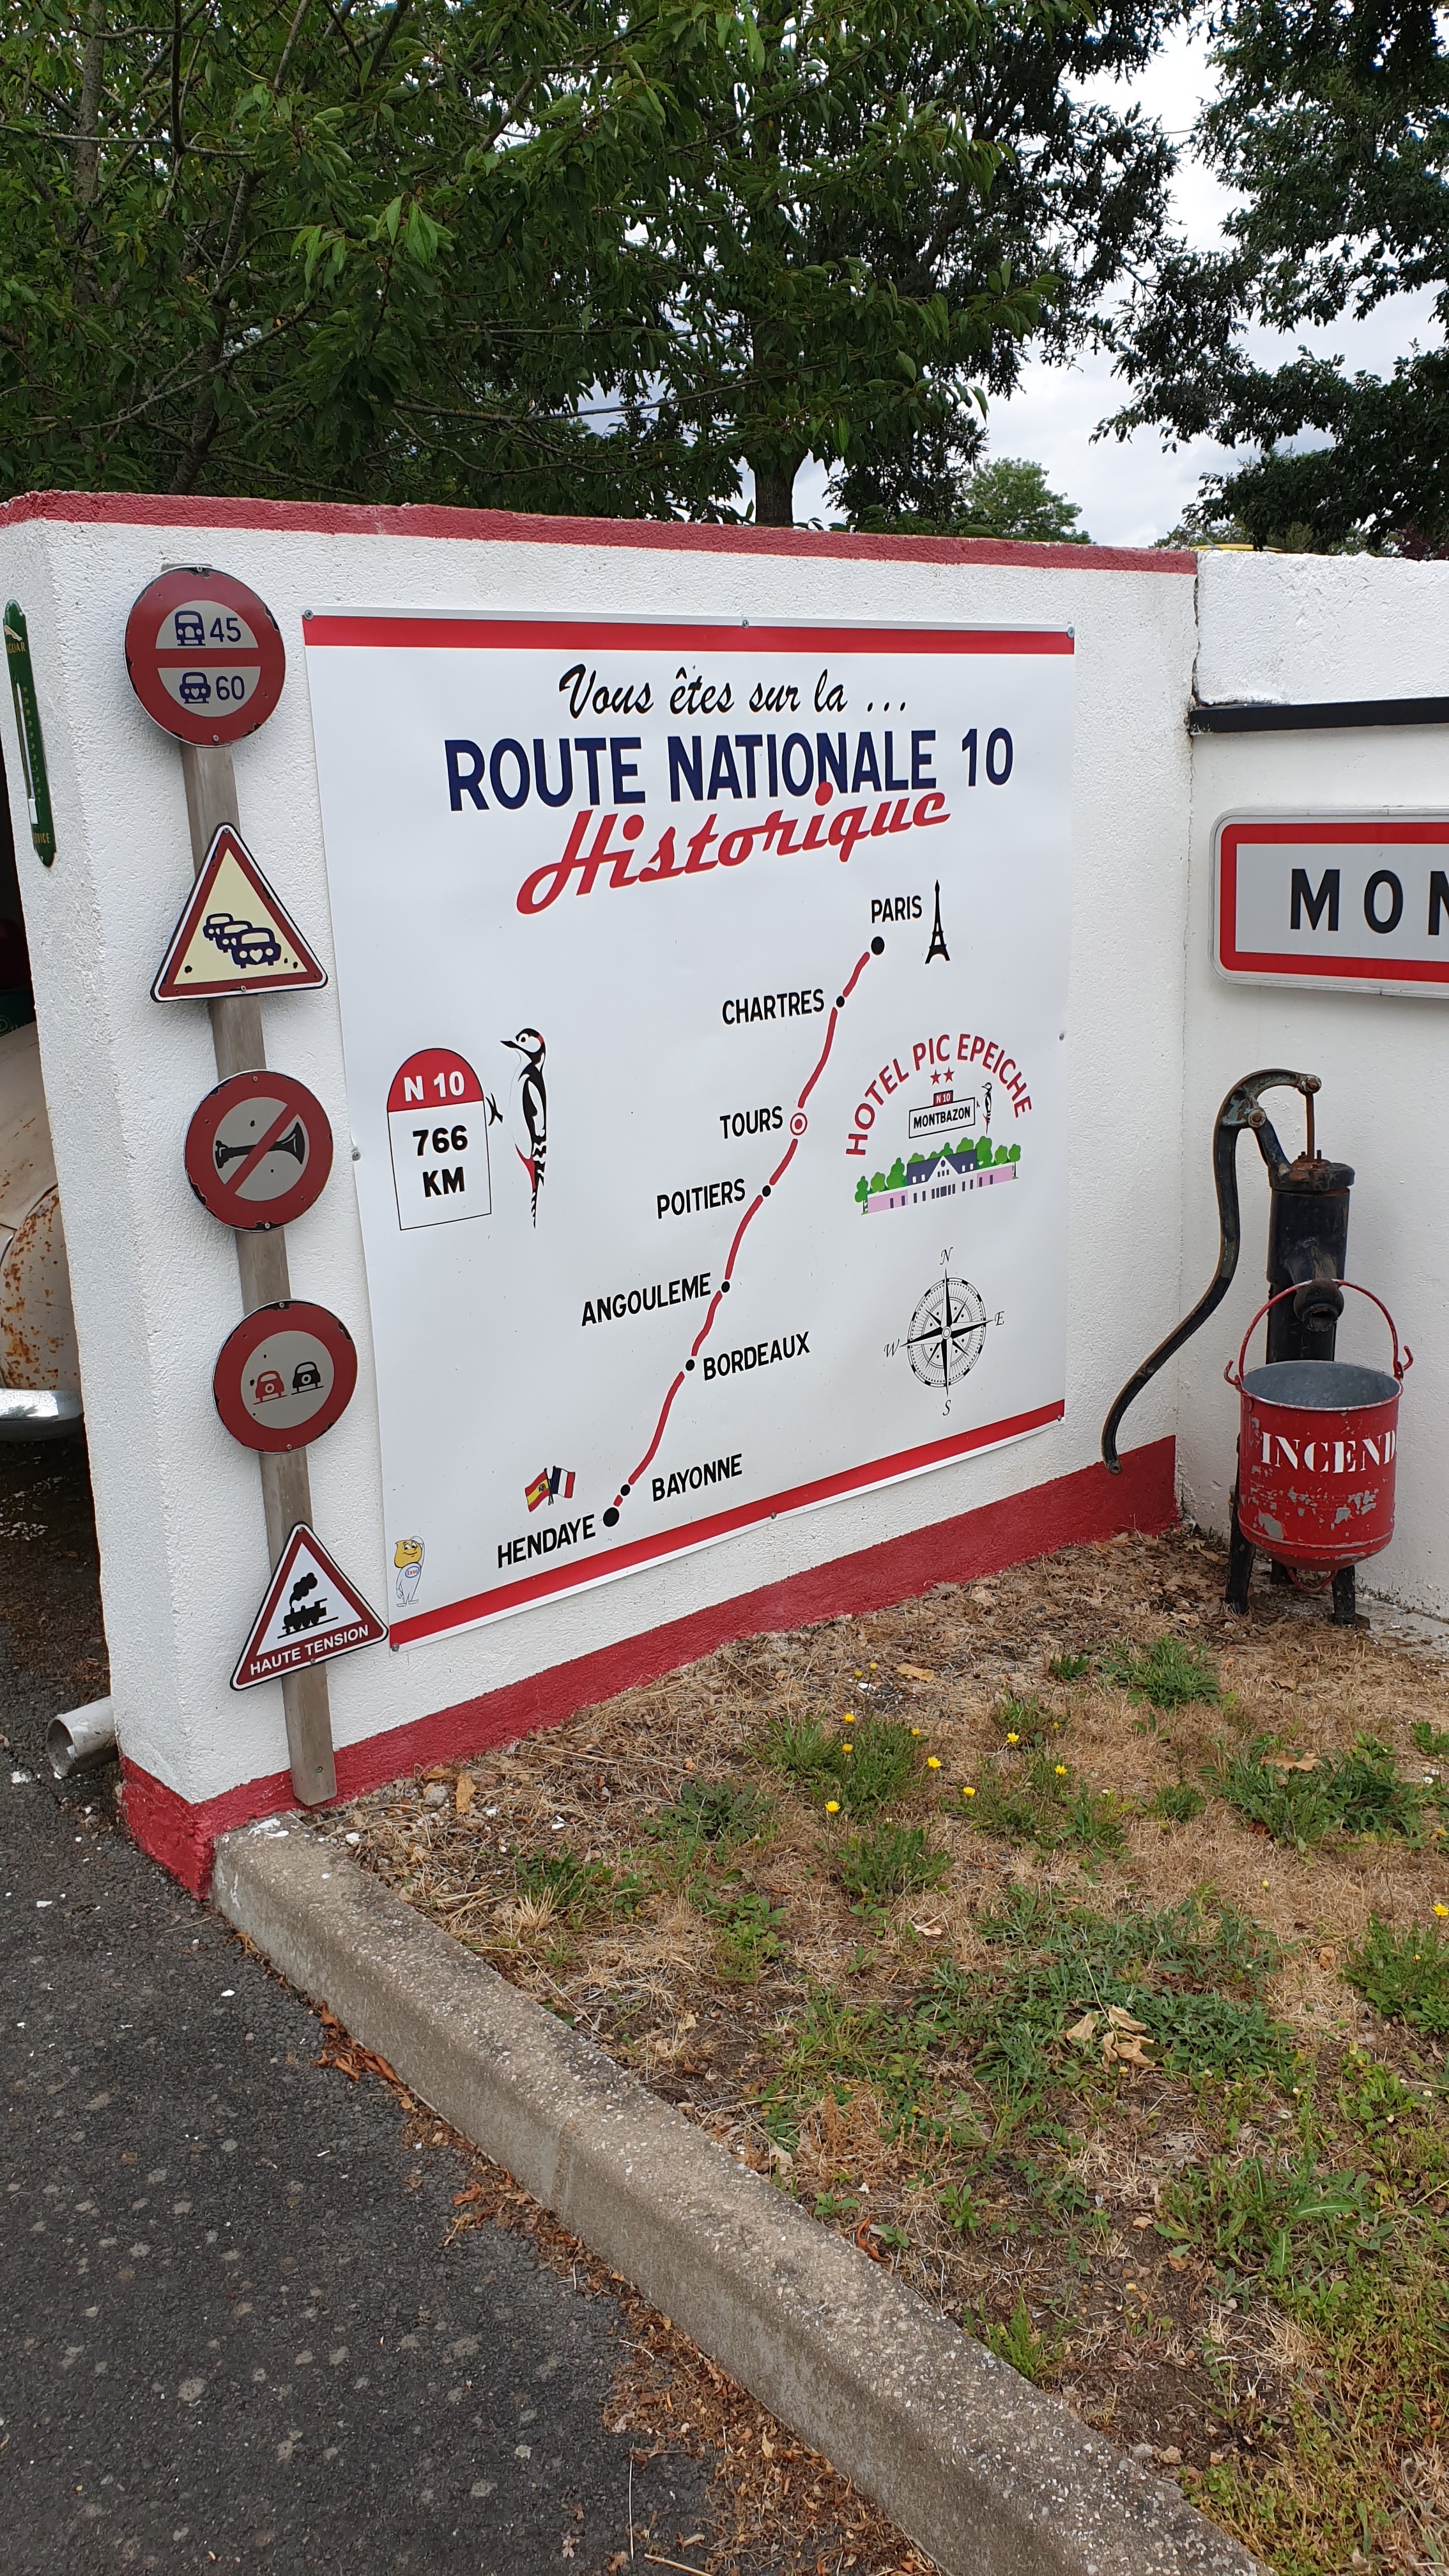 45
60
Vous êtes sur la ...
ROUTE NATIONALE 10
Historique
PARIS
CHARTRES
TOURS
POITIERS
ANGOULEME
BORDEAUX
BAYONNE
HENDAYE
N 10
766
KM
HOTEL PIC EPEICHE
N 10
MONTBAZON
N
E
W
S
HAUTE TENSION
MON
INCEND